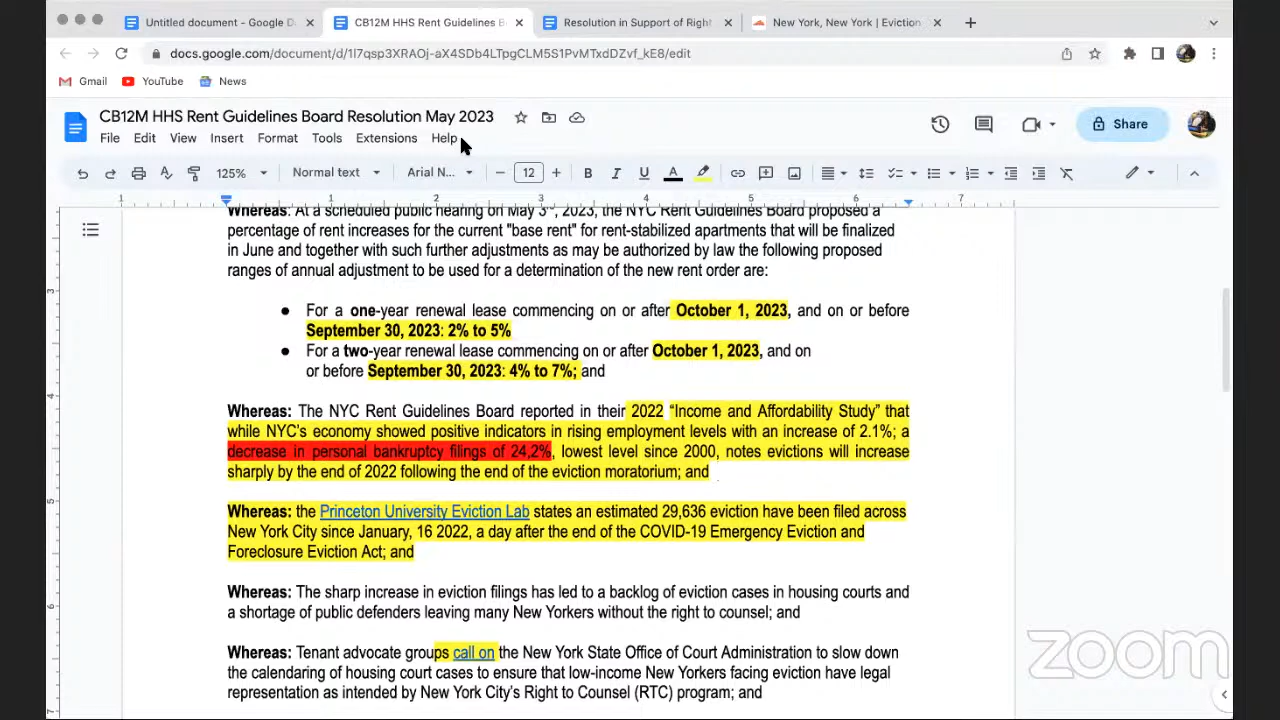 Untitled document - Google D
CB12M HHS Rent Guidelines B
Resolution in Support of Right
New York, New York | Eviction
docs.google.com/document/d/1l7qsp3XRAOj-aX4SDb4LTpgCLM5S1PvMTxdDZvf_kE8/edit
Gmail
YouTube
News
CB12M HHS Rent Guidelines Board Resolution May 2023
File Edit View Insert Format Tools Extensions Help
Share
125% Normal text Arial N... 12 B I U A
1 1 2 3 4 5 6 7
Whereas: At a scheduled public hearing on May 3rd, 2023, the NYC Rent Guidelines Board proposed a
percentage of rent increases for the current "base rent" for rent-stabilized apartments that will be finalized
in June and together with such further adjustments as may be authorized by law the following proposed
ranges of annual adjustment to be used for a determination of the new rent order are:
● For a one-year renewal lease commencing on or after October 1, 2023, and on or before
September 30, 2023: 2% to 5%
● For a two-year renewal lease commencing on or after October 1, 2023, and on
or before September 30, 2023: 4% to 7%; and
Whereas: The NYC Rent Guidelines Board reported in their 2022 “Income and Affordability Study” that
while NYC’s economy showed positive indicators in rising employment levels with an increase of 2.1%; a
decrease in personal bankruptcy filings of 24,2%, lowest level since 2000, notes evictions will increase
sharply by the end of 2022 following the end of the eviction moratorium; and
Whereas: the Princeton University Eviction Lab states an estimated 29,636 eviction have been filed across
New York City since January, 16 2022, a day after the end of the COVID-19 Emergency Eviction and
Foreclosure Eviction Act; and
Whereas: The sharp increase in eviction filings has led to a backlog of eviction cases in housing courts and
a shortage of public defenders leaving many New Yorkers without the right to counsel; and
Whereas: Tenant advocate groups call on the New York State Office of Court Administration to slow down
the calendaring of housing court cases to ensure that low-income New Yorkers facing eviction have legal
representation as intended by New York City's Right to Counsel (RTC) program; and
3
4
5
6
7
zoom